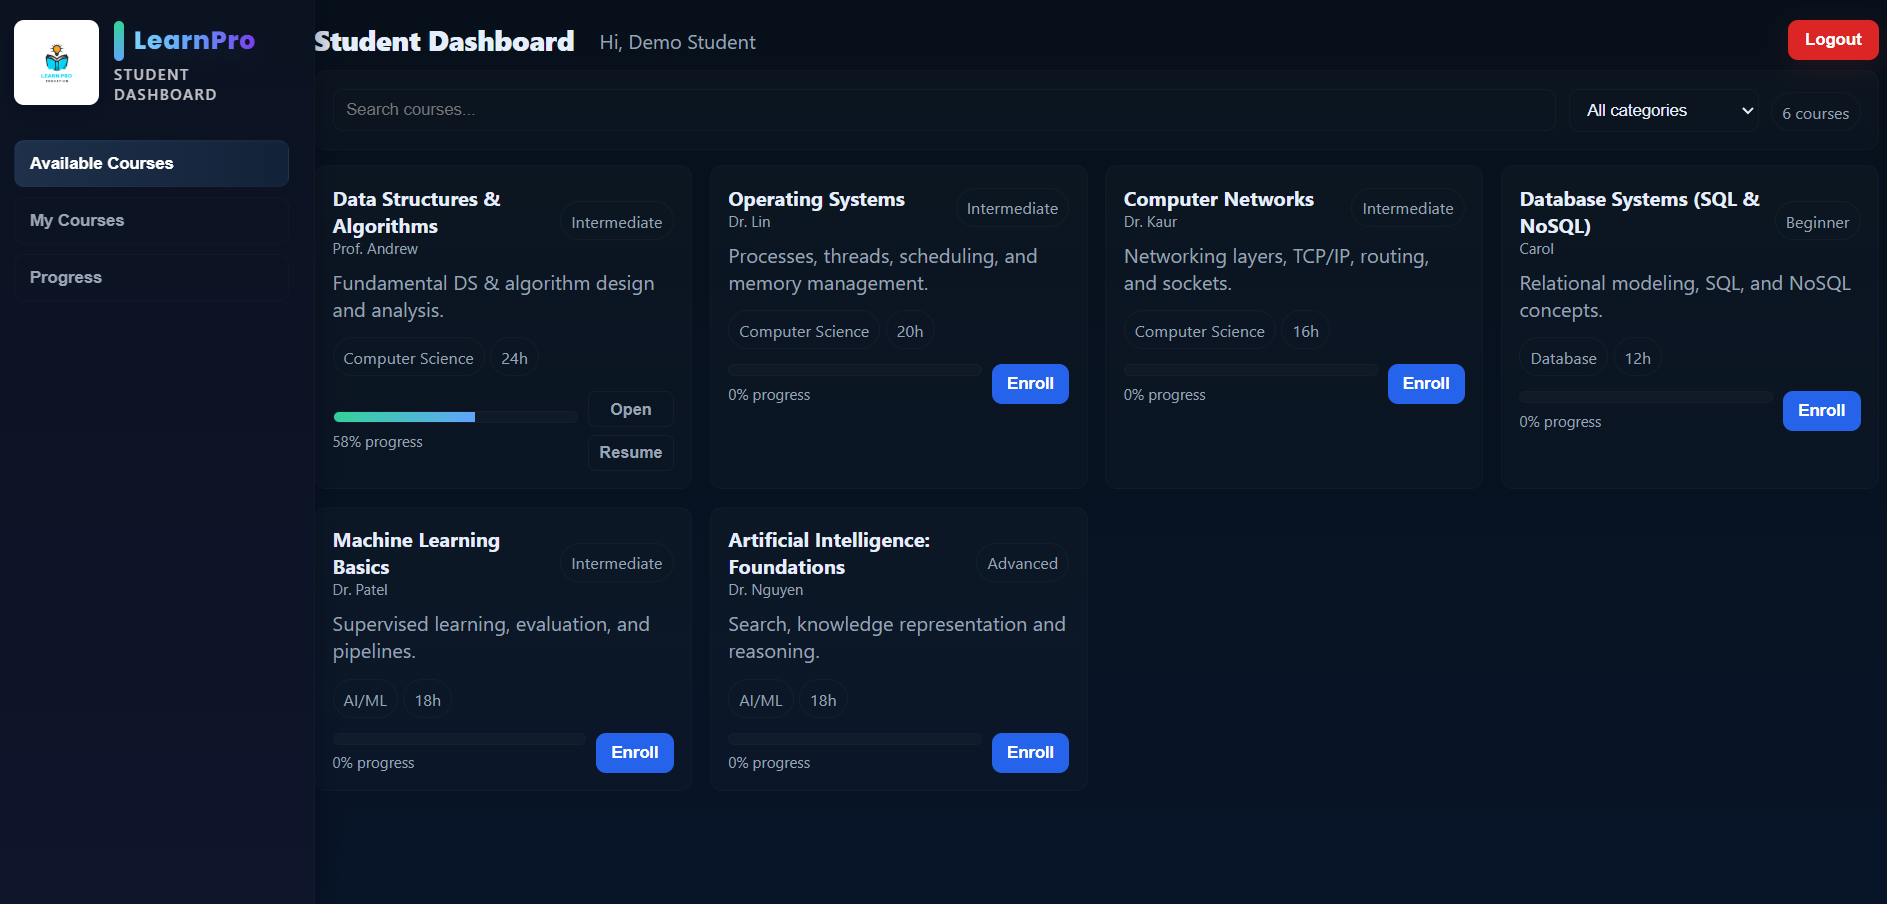 LEARN PRO
EDUCATION
LearnPro
STUDENT
DASHBOARD
Available Courses
My Courses
Progress
Student Dashboard
Hi, Demo Student
Logout
Search courses...
All categories
6 courses
Data Structures &
Algorithms
Prof. Andrew
Intermediate
Fundamental DS & algorithm design
and analysis.
Computer Science
24h
58% progress
Open
Resume
Operating Systems
Dr. Lin
Intermediate
Processes, threads, scheduling, and
memory management.
Computer Science
20h
0% progress
Enroll
Computer Networks
Dr. Kaur
Intermediate
Networking layers, TCP/IP, routing,
and sockets.
Computer Science
16h
0% progress
Enroll
Database Systems (SQL &
NoSQL)
Carol
Beginner
Relational modeling, SQL, and NoSQL
concepts.
Database
12h
0% progress
Enroll
Machine Learning
Basics
Dr. Patel
Intermediate
Supervised learning, evaluation, and
pipelines.
AI/ML
18h
0% progress
Enroll
Artificial Intelligence:
Foundations
Dr. Nguyen
Advanced
Search, knowledge representation and
reasoning.
AI/ML
18h
0% progress
Enroll